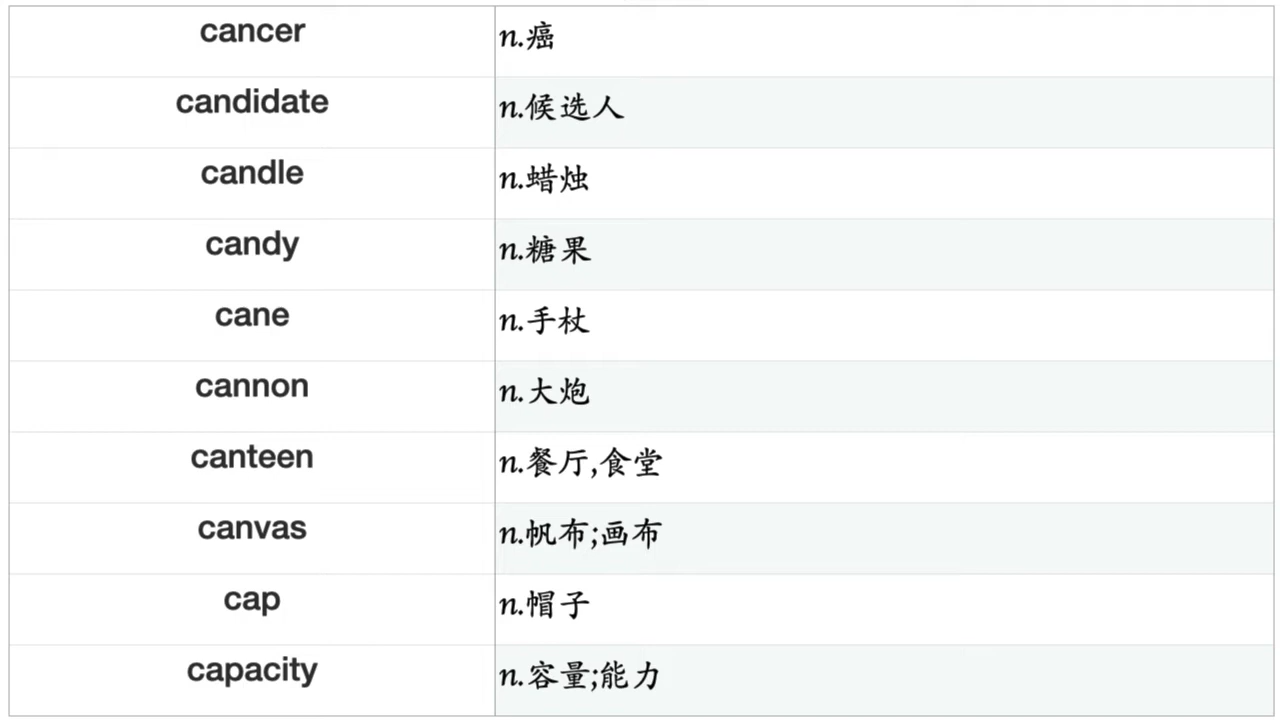 cancer n.癌
candidate n.候选人
candle n.蜡烛
candy n.糖果
cane n.手杖
cannon n.大炮
canteen n.餐厅,食堂
canvas n.帆布;画布
cap n.帽子
capacity n.容量;能力